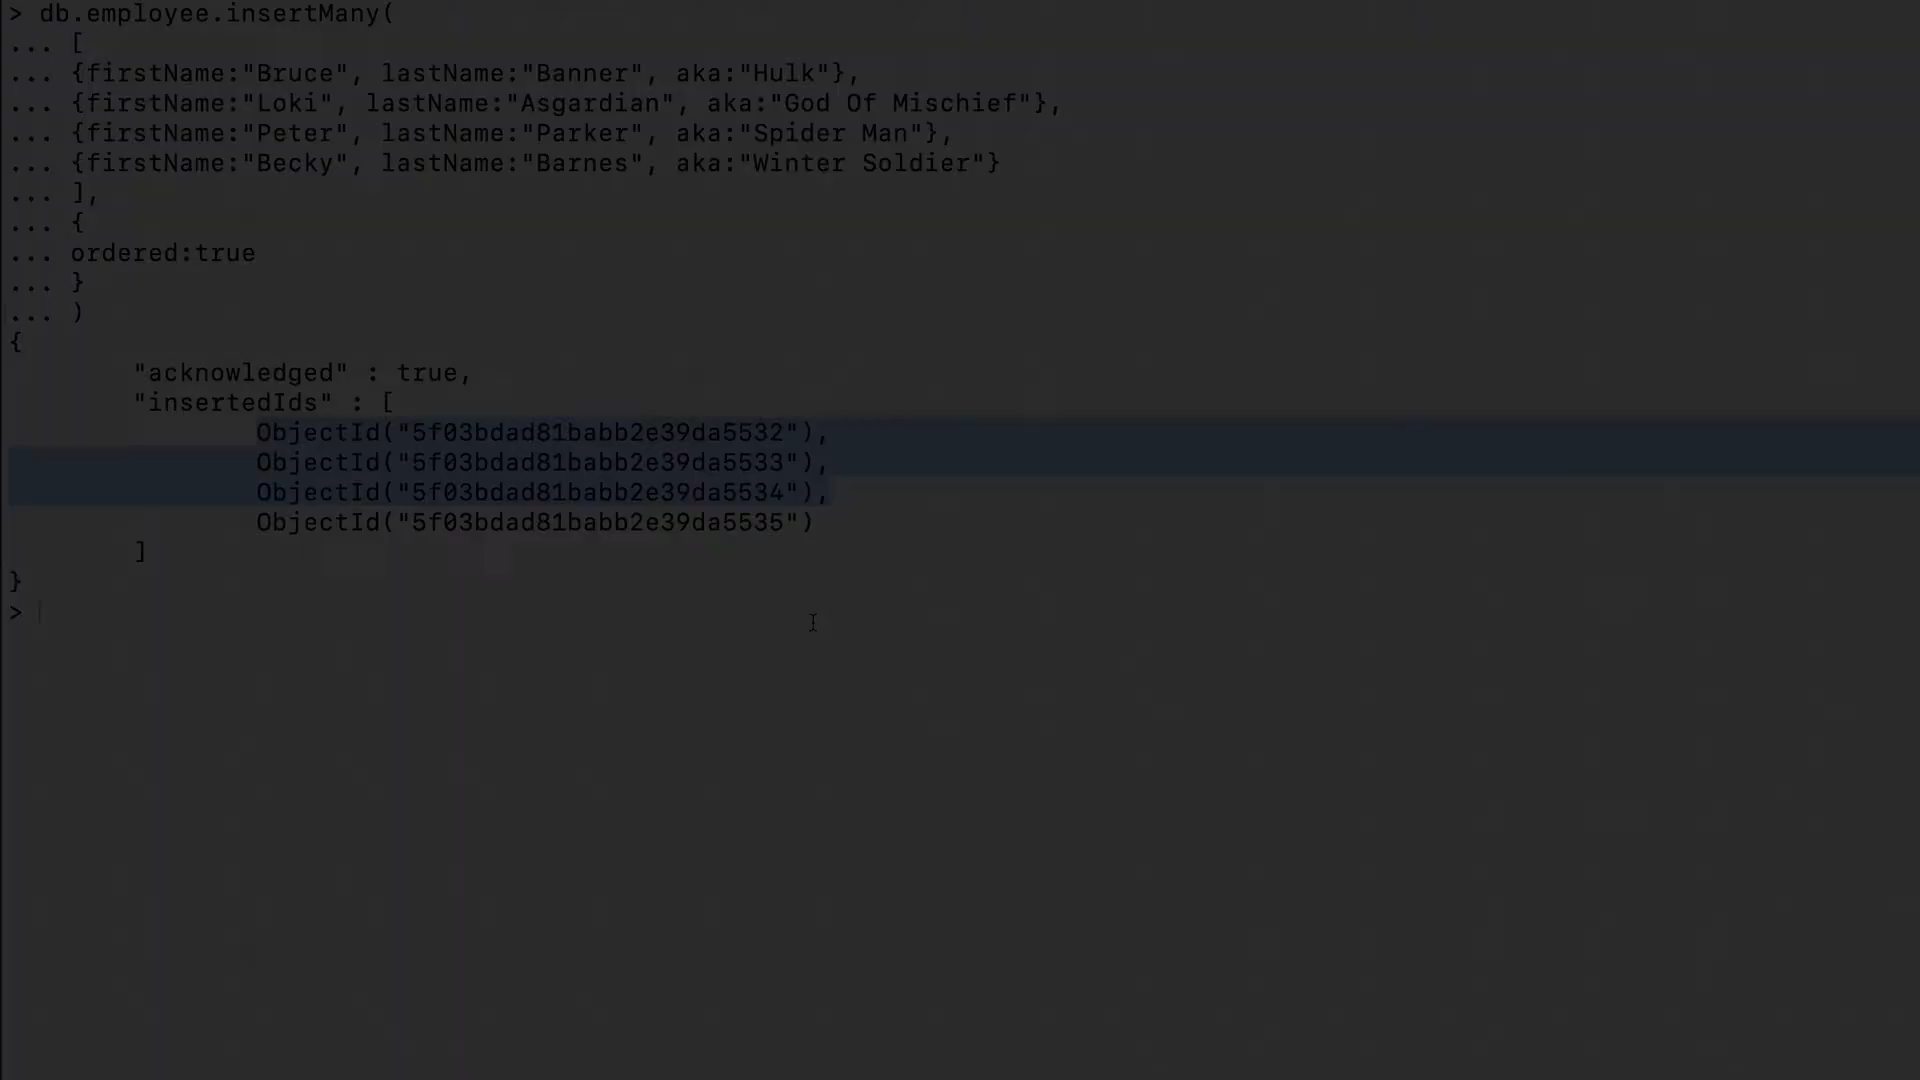 > db.employee.insertMany(
... [
... {firstName:"Bruce", lastName:"Banner", aka:"Hulk"},
... {firstName:"Loki", lastName:"Asgardian", aka:"God Of Mischief"},
... {firstName:"Peter", lastName:"Parker", aka:"Spider Man"},
... {firstName:"Becky", lastName:"Barnes", aka:"Winter Soldier"}
... ],
... {
... ordered:true
... }
... )
{
        "acknowledged" : true,
        "insertedIds" : [
                ObjectId("5f03bdad81babb2e39da5532"),
                ObjectId("5f03bdad81babb2e39da5533"),
                ObjectId("5f03bdad81babb2e39da5534"),
                ObjectId("5f03bdad81babb2e39da5535")
        ]
}
>